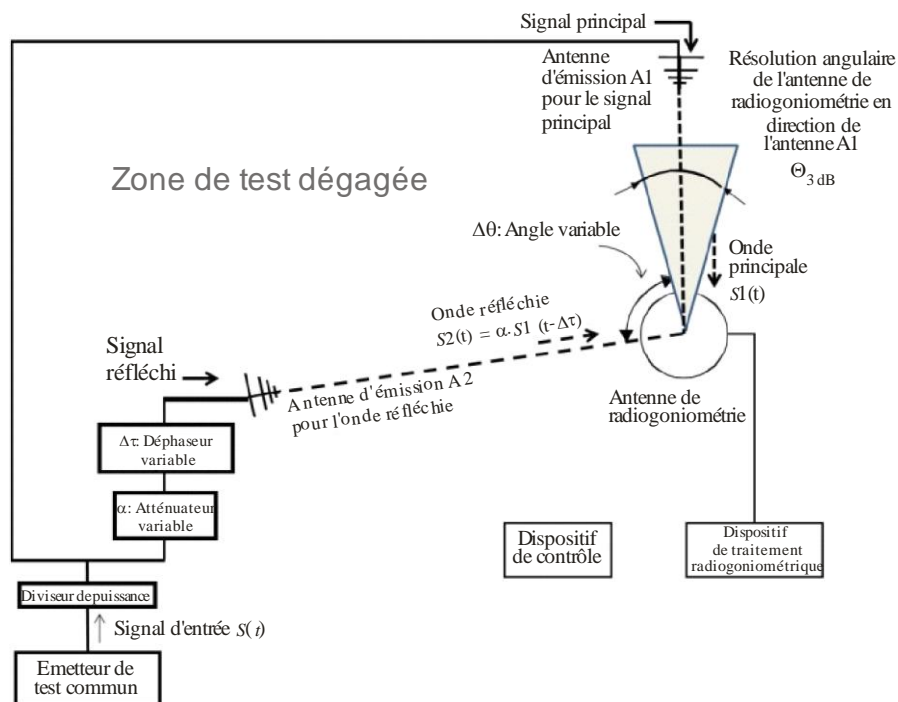 Signal principal
Antenne
d'émission A1
pour le signal
principal
Résolution angulaire
de l'antenne de
radiogoniométrie en
direction de
l'antenne A1
Θ3 dB
Zone de test dégagée
Δθ: Angle variable
Onde
principale
S1(t)
Onde réfléchie
S2(t) = α·S1 (t-Δτ)
Signal
réfléchi
Antenne d'émission A2
pour l'onde réfléchie
Antenne de
radiogoniométrie
Δτ: Déphaseur
variable
α: Atténuateur
variable
Dispositif
de contrôle
Dispositif
de traitement
radiogoniométrique
Diviseur de puissance
Signal d'entrée S(t)
Emetteur de
test commun